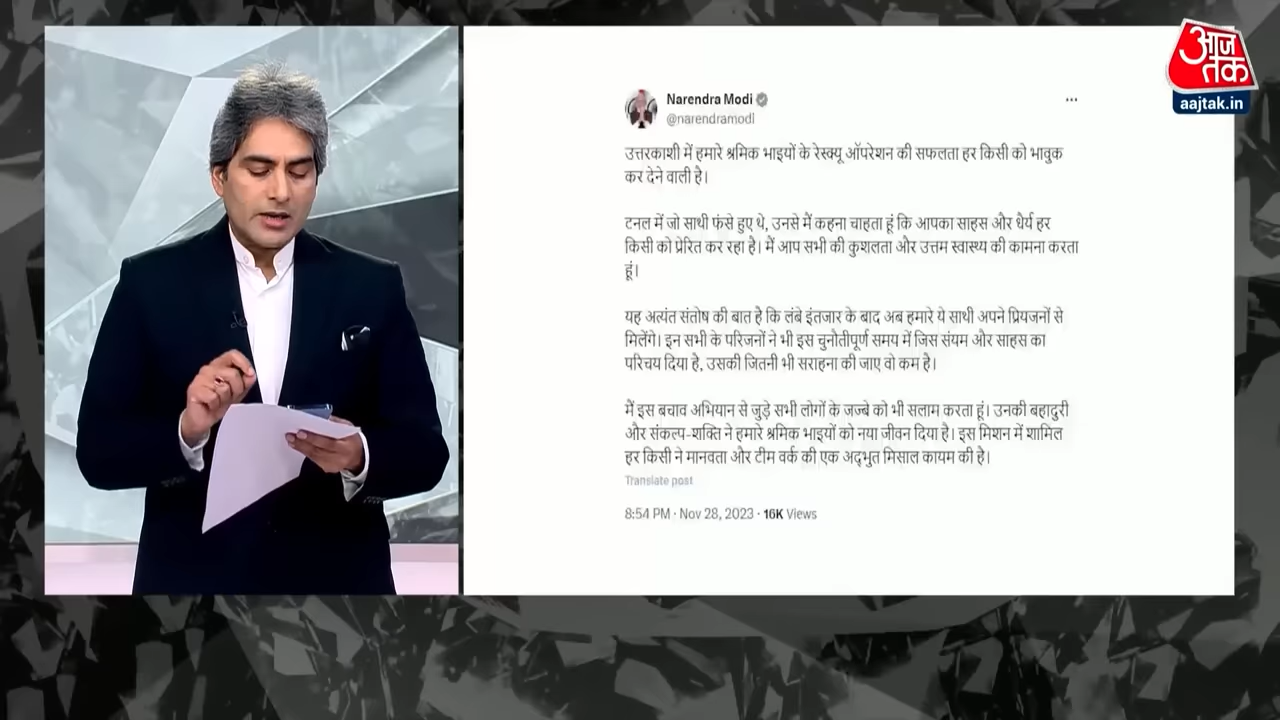 आज
तक
aajtak.in
Narendra Modi
@narendramodi
उत्तरकाशी में हमारे श्रमिक भाइयों के रेस्क्यू ऑपरेशन की सफलता हर किसी को भावुक
कर देने वाली है।
टनल में जो साथी फंसे हुए थे, उनसे मैं कहना चाहता हूं कि आपका साहस और धैर्य हर
किसी को प्रेरित कर रहा है। मैं आप सभी की कुशलता और उत्तम स्वास्थ्य की कामना करता
हूं।
यह अत्यंत संतोष की बात है कि लंबे इंतजार के बाद अब हमारे ये साथी अपने प्रियजनों से
मिलेंगे। इन सभी के परिजनों ने भी इस चुनौतीपूर्ण समय में जिस संयम और साहस का
परिचय दिया है, उसकी जितनी भी सराहना की जाए वो कम है।
मैं इस बचाव अभियान से जुड़े सभी लोगों के जज्बे को भी सलाम करता हूं। उनकी बहादुरी
और संकल्प-शक्ति ने हमारे श्रमिक भाइयों को नया जीवन दिया है। इस मिशन में शामिल
हर किसी ने मानवता और टीम वर्क की एक अद्भुत मिसाल कायम की है।
Translate post
8:54 PM · Nov 28, 2023 · 16K Views